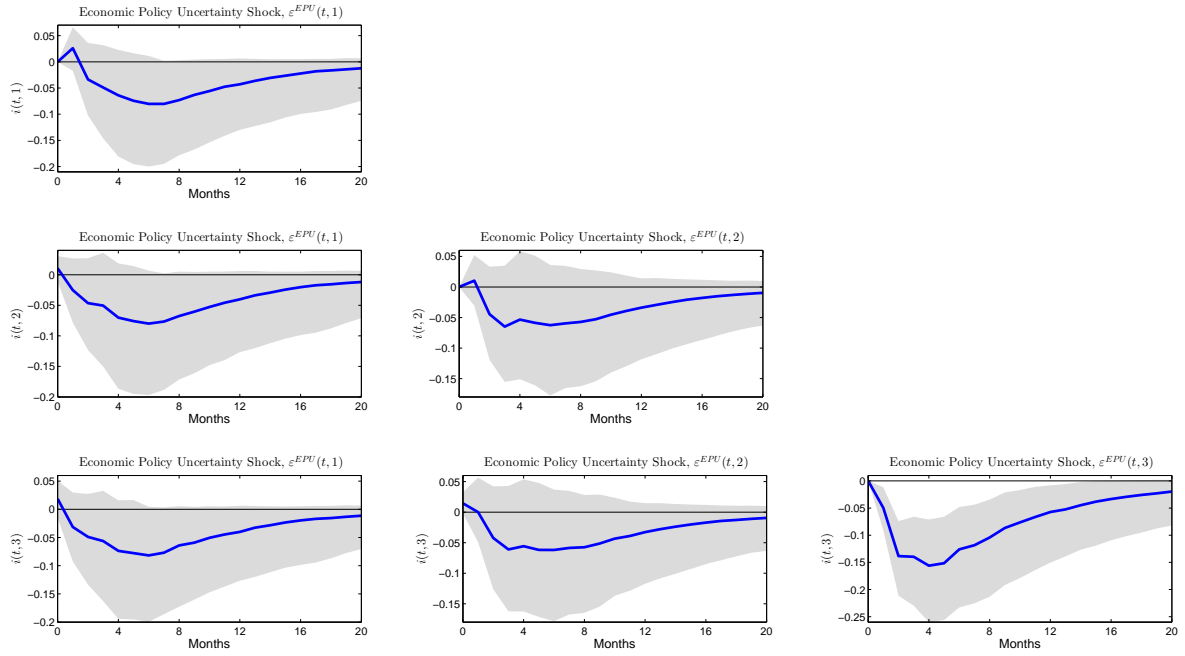 Economic Policy Uncertainty Shock, ε^{EPU}(t, 1)
0.05
0
−0.05
−0.1
−0.15
−0.2
i(t, 1)
0 4 8 12 16 20
Months
Economic Policy Uncertainty Shock, ε^{EPU}(t, 1)
0
−0.05
−0.1
−0.15
−0.2
i(t, 2)
0 4 8 12 16 20
Months
Economic Policy Uncertainty Shock, ε^{EPU}(t, 2)
0.05
0
−0.05
−0.1
−0.15
i(t, 2)
0 4 8 12 16 20
Months
Economic Policy Uncertainty Shock, ε^{EPU}(t, 1)
0.05
0
−0.05
−0.1
−0.15
−0.2
i(t, 3)
0 4 8 12 16 20
Months
Economic Policy Uncertainty Shock, ε^{EPU}(t, 2)
0.05
0
−0.05
−0.1
−0.15
i(t, 3)
0 4 8 12 16 20
Months
Economic Policy Uncertainty Shock, ε^{EPU}(t, 3)
0
−0.05
−0.1
−0.15
−0.2
−0.25
i(t, 3)
0 4 8 12 16 20
Months